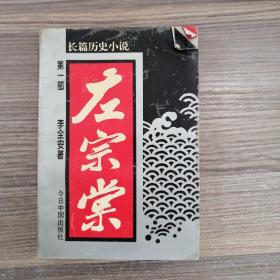 长篇历史小说
第一部
左宗棠
李全安著
今日中国出版社